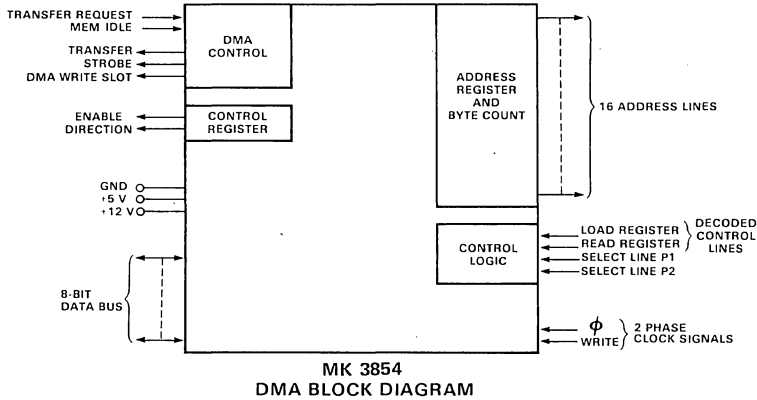 TRANSFER REQUEST
MEM IDLE
TRANSFER
STROBE
DMA WRITE SLOT
DMA
CONTROL
ENABLE
DIRECTION
CONTROL
REGISTER
GND
+5 V
+12 V
8-BIT
DATA BUS
ADDRESS
REGISTER
AND
BYTE COUNT
16 ADDRESS LINES
CONTROL
LOGIC
LOAD REGISTER
READ REGISTER
SELECT LINE P1
SELECT LINE P2
DECODED
CONTROL
LINES
ϕ
WRITE
2 PHASE
CLOCK SIGNALS
MK 3854
DMA BLOCK DIAGRAM